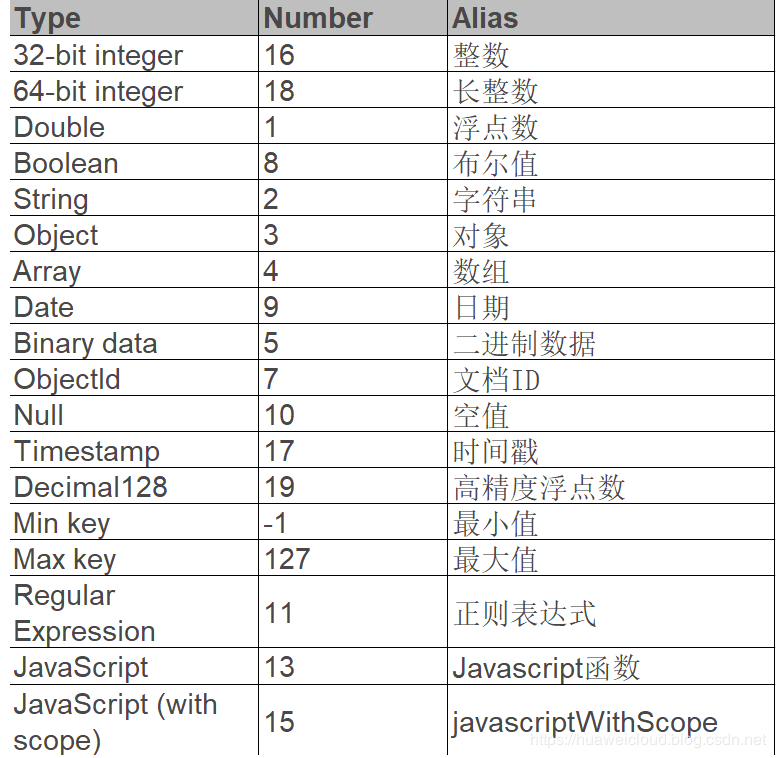 Type Number Alias
32-bit integer 16 整数
64-bit integer 18 长整数
Double 1 浮点数
Boolean 8 布尔值
String 2 字符串
Object 3 对象
Array 4 数组
Date 9 日期
Binary data 5 二进制数据
ObjectId 7 文档ID
Null 10 空值
Timestamp 17 时间戳
Decimal128 19 高精度浮点数
Min key -1 最小值
Max key 127 最大值
Regular
Expression 11 正则表达式
JavaScript 13 Javascript函数
JavaScript (with
scope) 15 javascriptWithScope
https://huaweicloud.blog.csdn.net